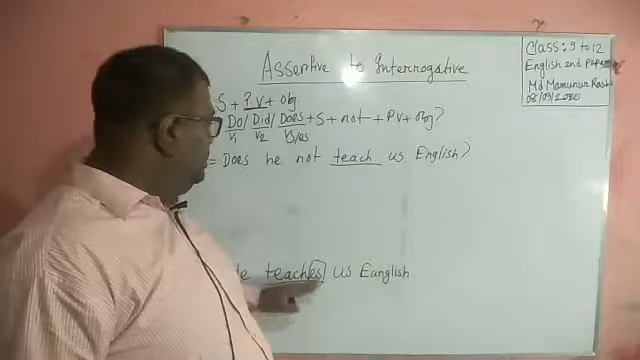 Assertive to Interrogative
Class: 9 to 12
English 2nd Paper
Md Mamunur Rash
08/09/2020
S + P.V + obj
Do/ Did/ Does + S + not + PV + obj?
V1 V2 V5/es
= Does he not teach us English?
teaches us Eanglish